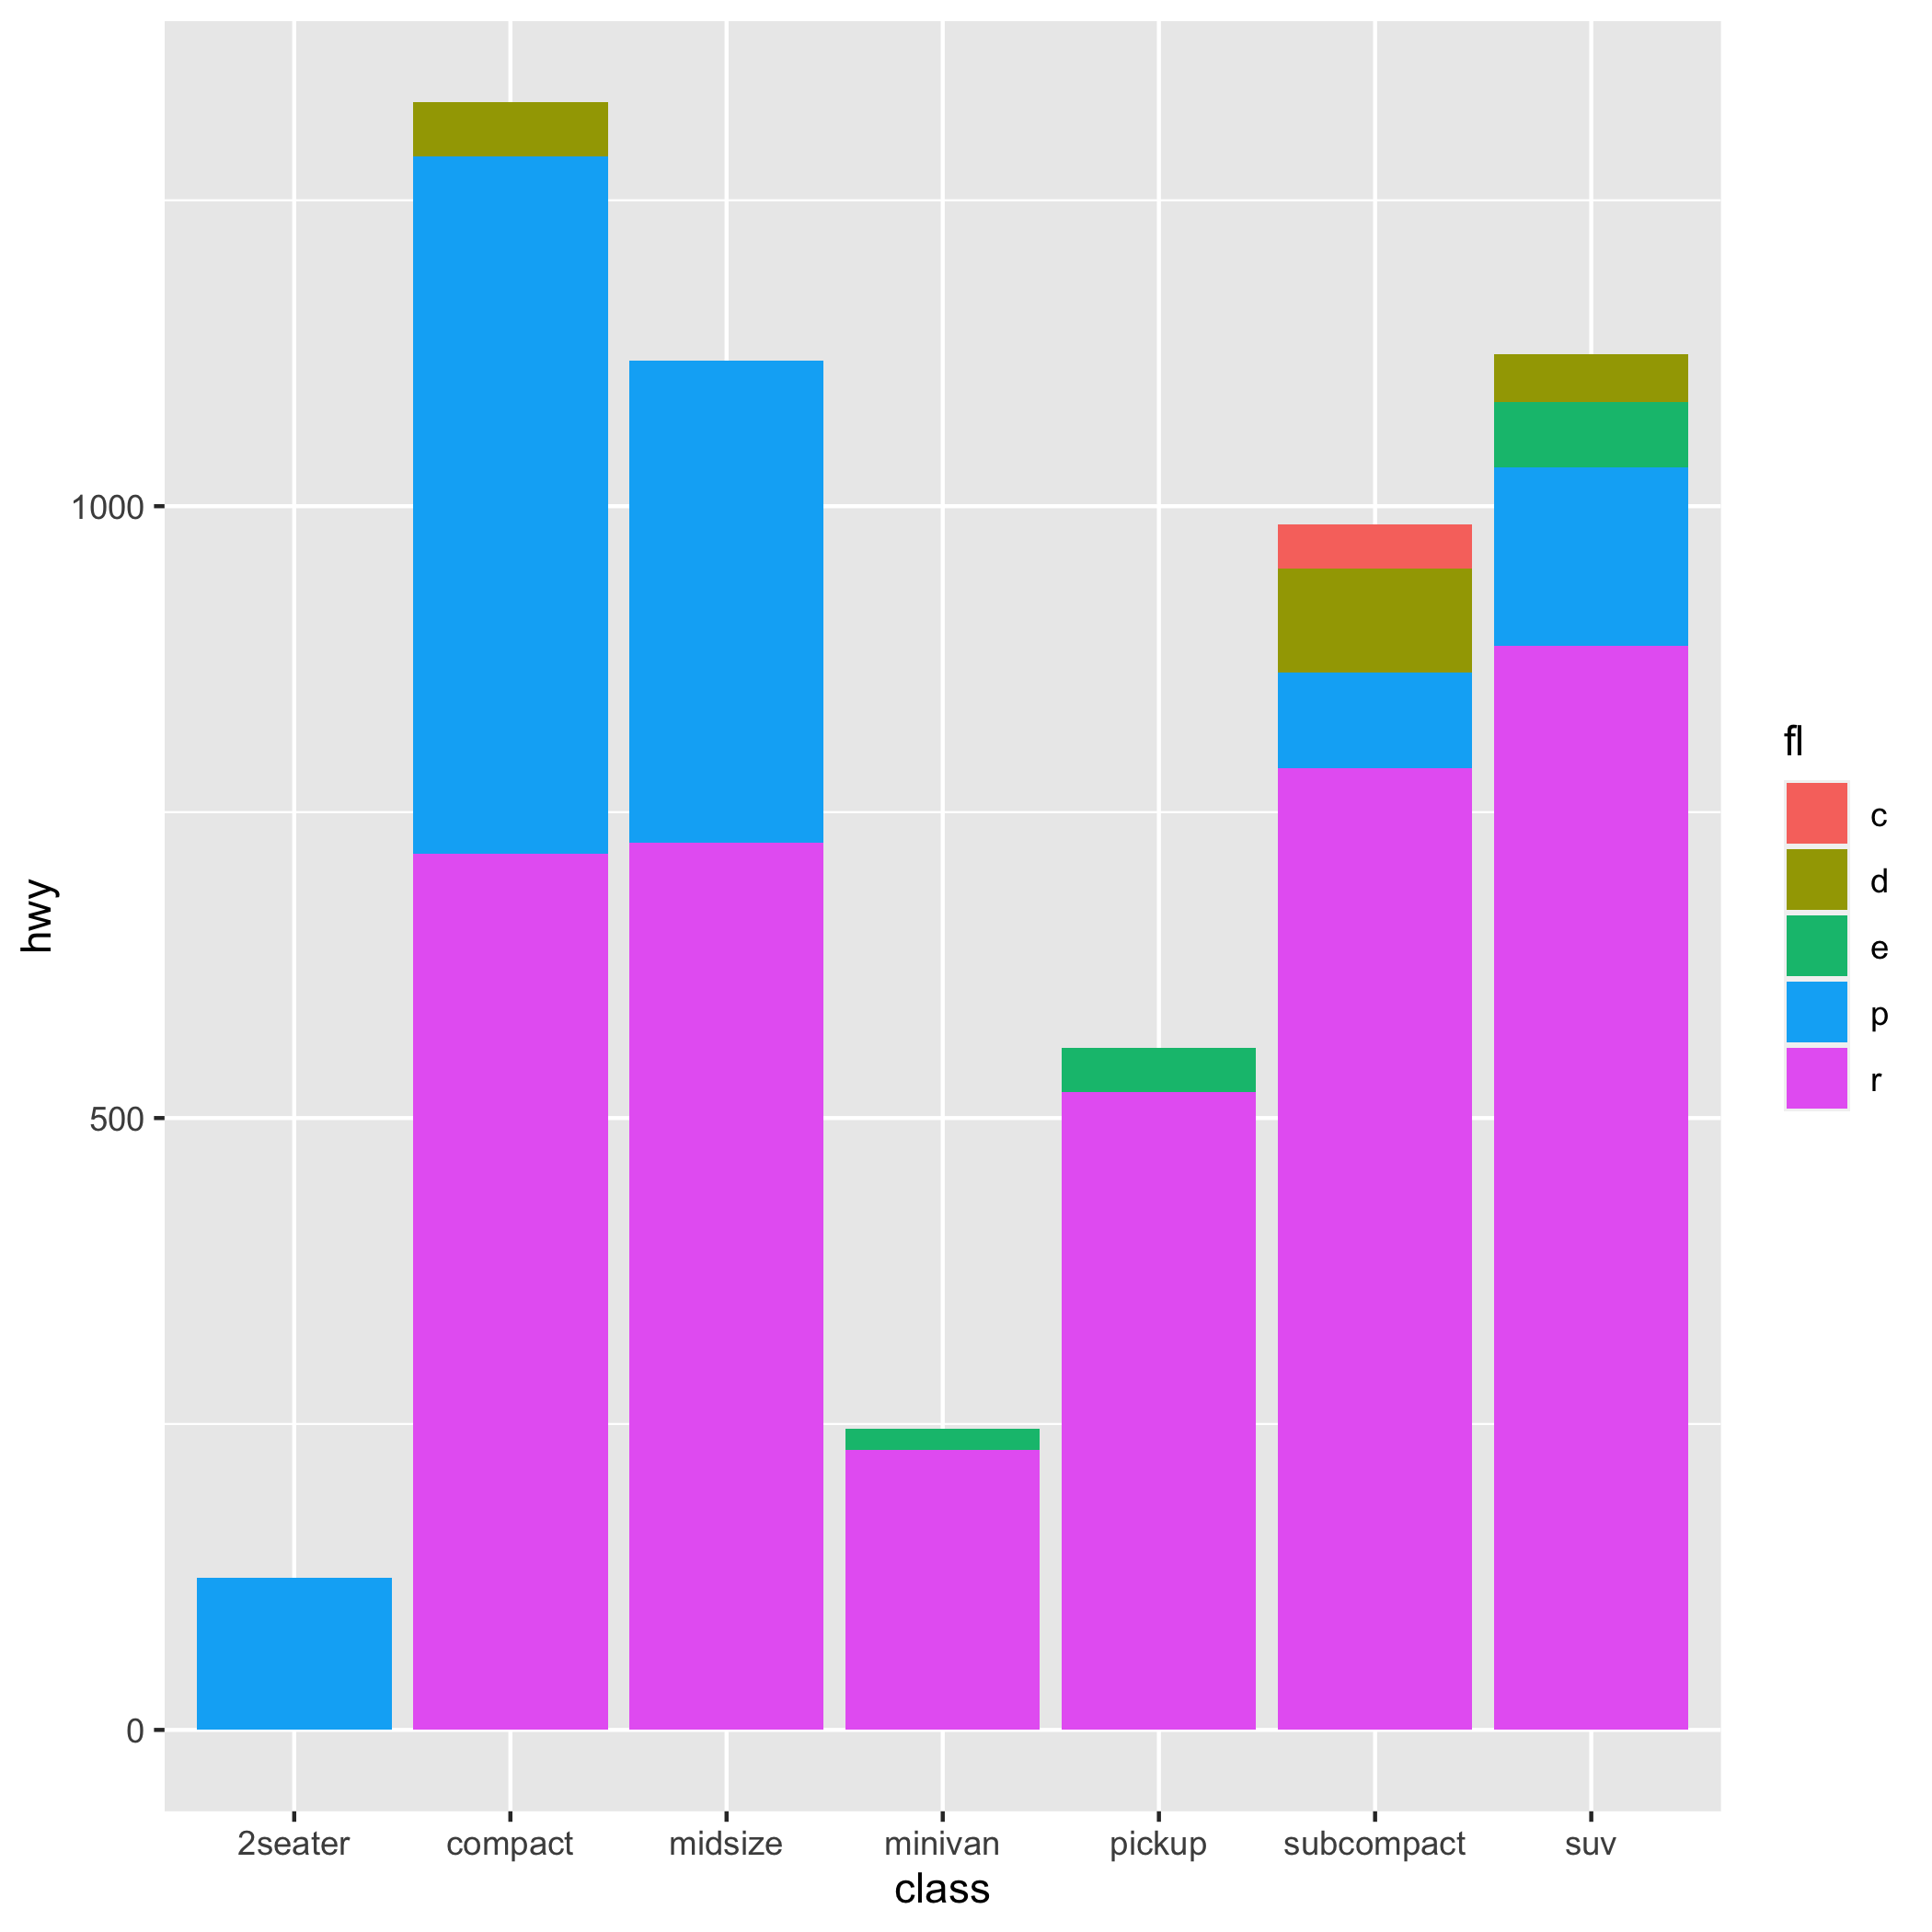 hwy
1000
500
0
2seater compact midsize minivan pickup subcompact suv
class
fl
c
d
e
p
r